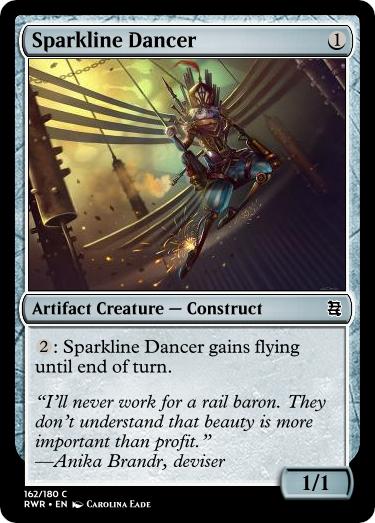 Sparkline Dancer 1
Artifact Creature — Construct
2: Sparkline Dancer gains flying
until end of turn.
“I’ll never work for a rail baron. They
don’t understand that beauty is more
important than profit.”
—Anika Brandr, deviser
1/1
162/180 C
RWR • EN Carolina Eade